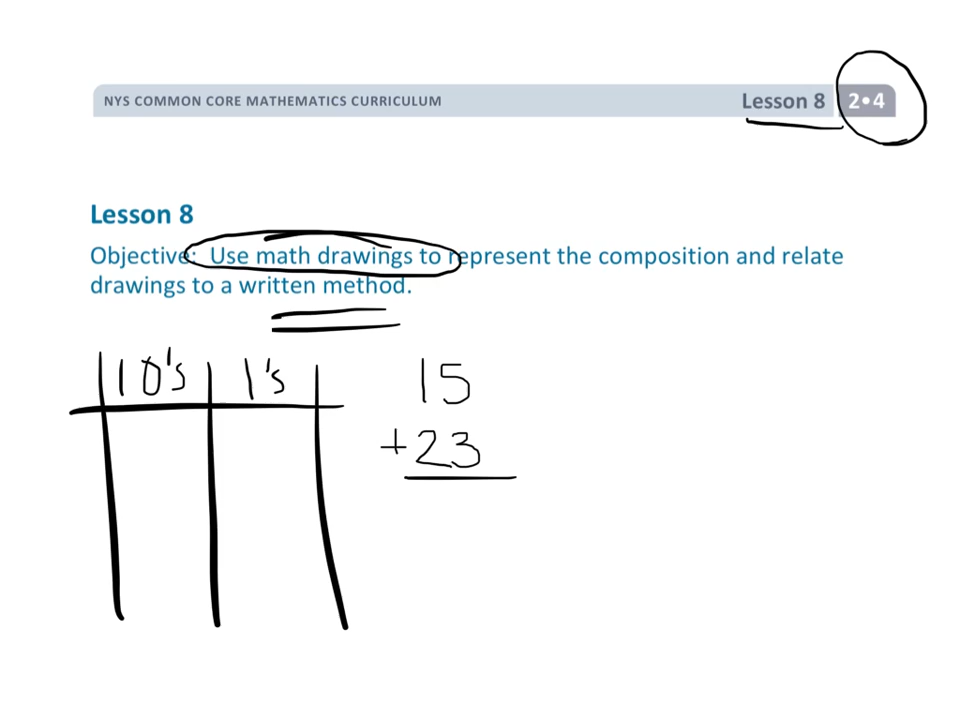 NYS COMMON CORE MATHEMATICS CURRICULUM Lesson 8 2•4
Lesson 8
Objective: Use math drawings to represent the composition and relate
drawings to a written method.
10's 1's
15
+23